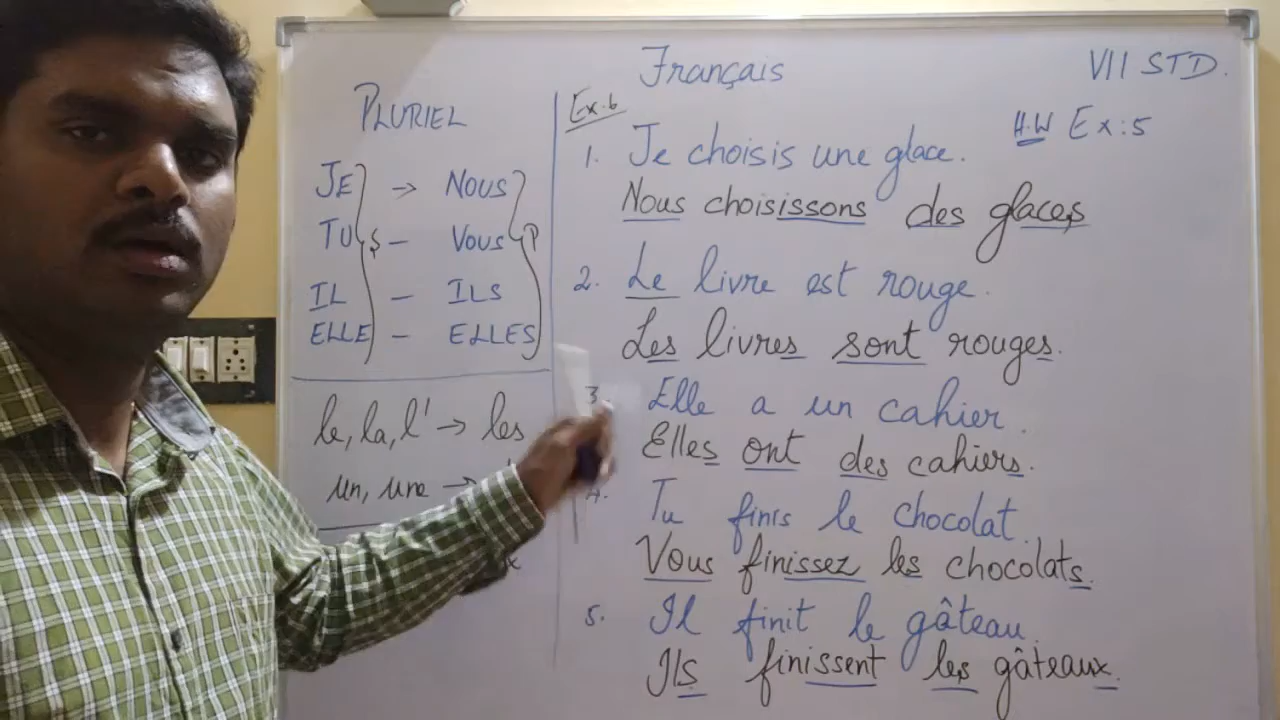 Français
VII STD.
PLURIEL
JE → NOUS
TU S – VOUS P
IL – ILS
ELLE – ELLES
le, la, l' → les
un, une →
x
Ex.6
H.W Ex:5
1. Je choisis une glace.
Nous choisissons des glaces
2. Le livre est rouge.
Les livres sont rouges.
3. Elle a un cahier.
Elles ont des cahiers.
4. Tu finis le chocolat.
Vous finissez les chocolats.
5. Il finit le gâteau.
Ils finissent les gâteaux.